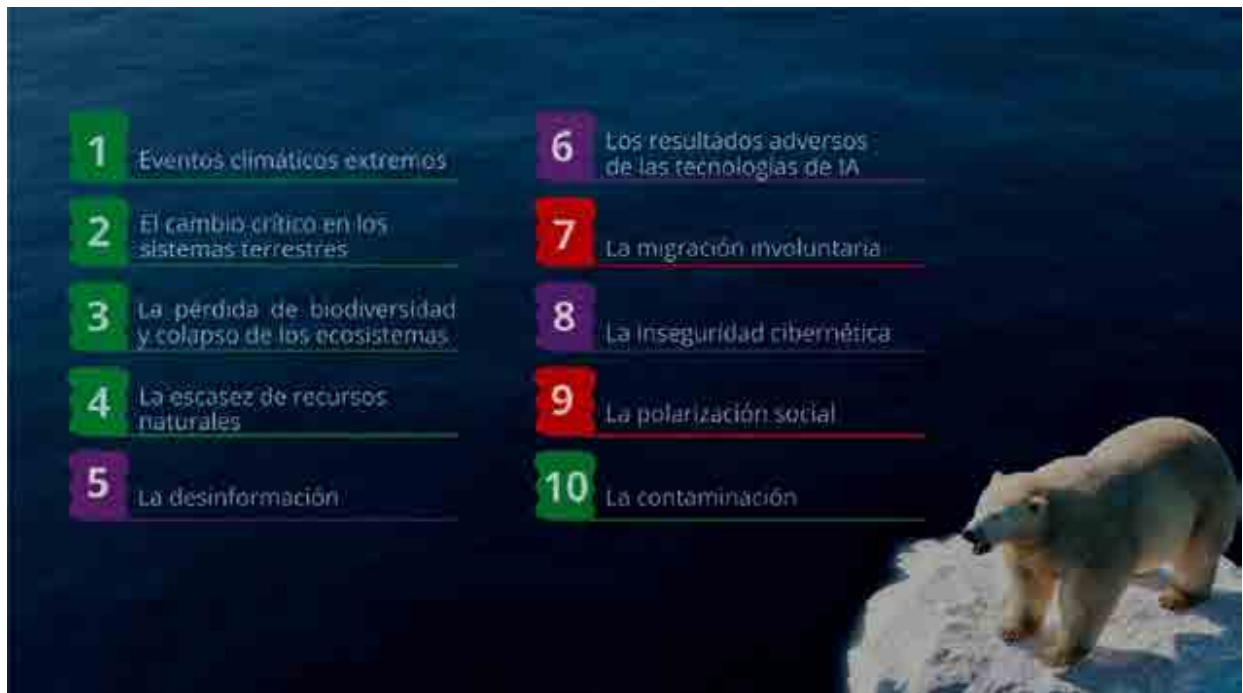 1
Eventos climáticos extremos
2
El cambio crítico en los
sistemas terrestres
3
La pérdida de biodiversidad
y colapso de los ecosistemas
4
La escasez de recursos
naturales
5
La desinformación
6
Los resultados adversos
de las tecnologías de IA
7
La migración involuntaria
8
La inseguridad cibernética
9
La polarización social
10
La contaminación